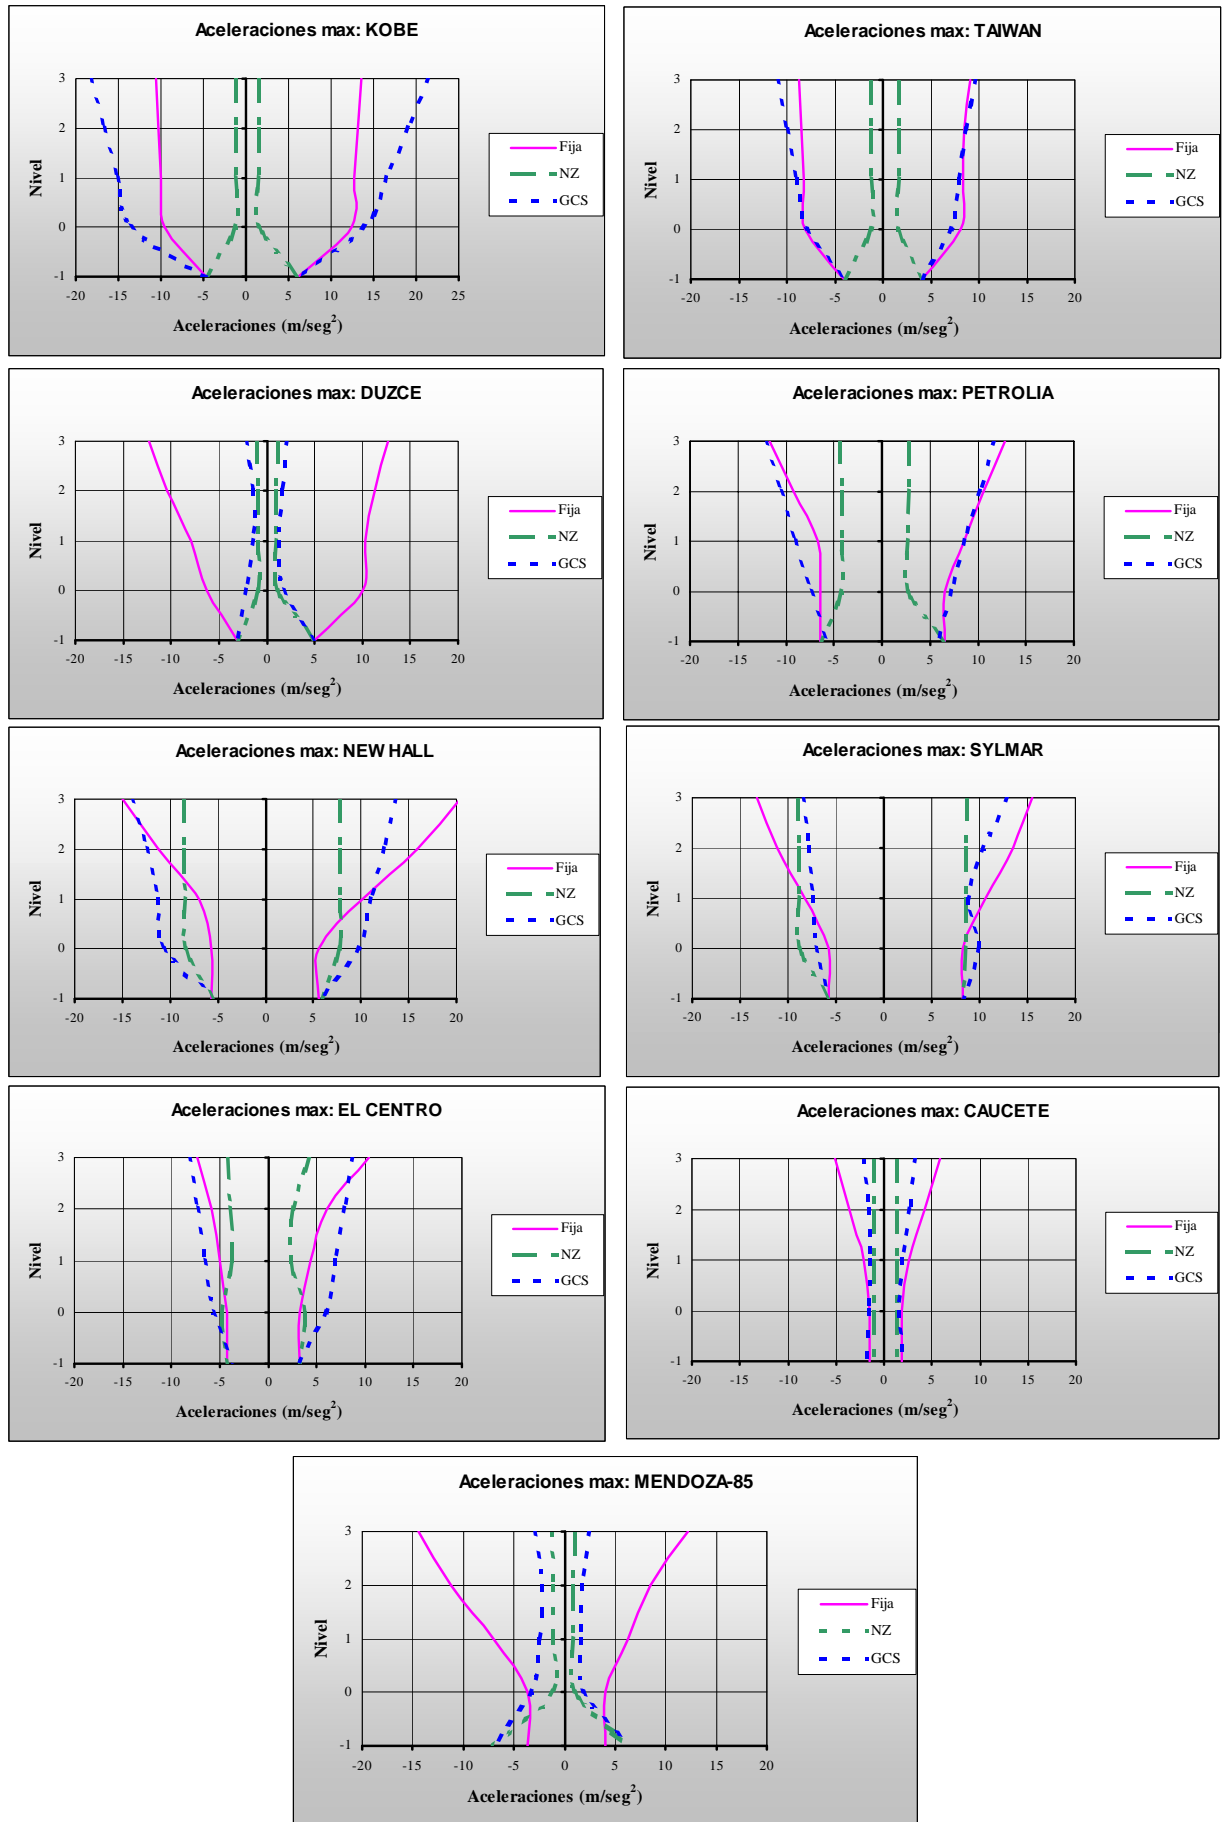 Aceleraciones max: KOBE
Nivel
3
2
1
0
-1
-20 -15 -10 -5 0 5 10 15 20 25
Aceleraciones (m/seg2)
Fija
NZ
GCS
Aceleraciones max: TAIWAN
Nivel
3
2
1
0
-1
-20 -15 -10 -5 0 5 10 15 20
Aceleraciones (m/seg2)
Fija
NZ
GCS
Aceleraciones max: DUZCE
Nivel
3
2
1
0
-1
-20 -15 -10 -5 0 5 10 15 20
Aceleraciones (m/seg2)
Fija
NZ
GCS
Aceleraciones max: PETROLIA
Nivel
3
2
1
0
-1
-20 -15 -10 -5 0 5 10 15 20
Aceleraciones (m/seg2)
Fija
NZ
GCS
Aceleraciones max: NEW HALL
Nivel
3
2
1
0
-1
-20 -15 -10 -5 0 5 10 15 20
Aceleraciones (m/seg2)
Fija
NZ
GCS
Aceleraciones max: SYLMAR
Nivel
3
2
1
0
-1
-20 -15 -10 -5 0 5 10 15 20
Aceleraciones (m/seg2)
Fija
NZ
GCS
Aceleraciones max: EL CENTRO
Nivel
3
2
1
0
-1
-20 -15 -10 -5 0 5 10 15 20
Aceleraciones (m/seg2)
Fija
NZ
GCS
Aceleraciones max: CAUCETE
Nivel
3
2
1
0
-1
-20 -15 -10 -5 0 5 10 15 20
Aceleraciones (m/seg2)
Fija
NZ
GCS
Aceleraciones max: MENDOZA-85
Nivel
3
2
1
0
-1
-20 -15 -10 -5 0 5 10 15 20
Aceleraciones (m/seg2)
Fija
NZ
GCS